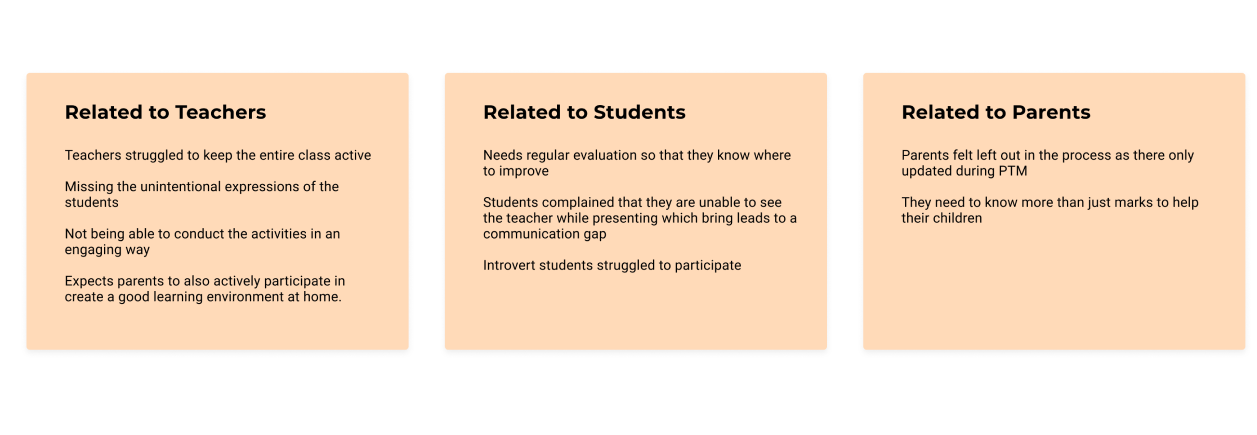 Related to Teachers
Teachers struggled to keep the entire class active
Missing the unintentional expressions of the
students
Not being able to conduct the activities in an
engaging way
Expects parents to also actively participate in
create a good learning environment at home.
Related to Students
Needs regular evaluation so that they know where
to improve
Students complained that they are unable to see
the teacher while presenting which bring leads to a
communication gap
Introvert students struggled to participate
Related to Parents
Parents felt left out in the process as there only
updated during PTM
They need to know more than just marks to help
their children